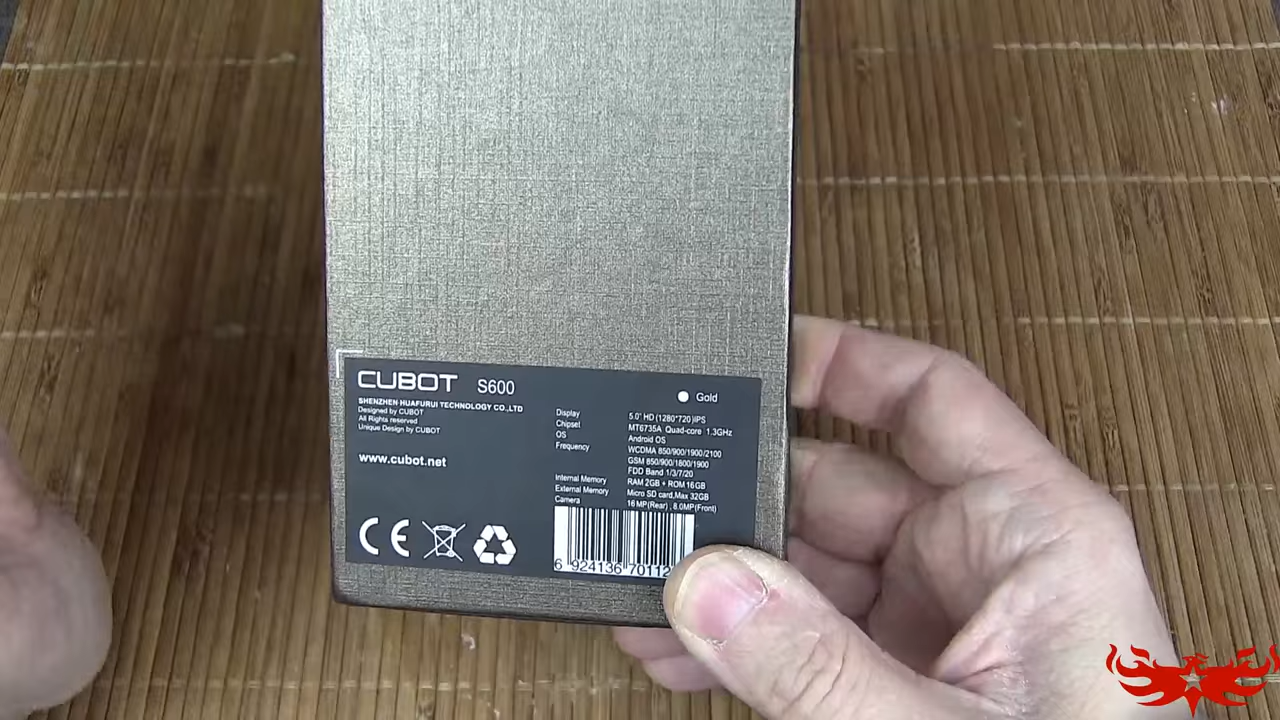 CUBOT S600
Gold
SHENZHEN HUAFURUI TECHNOLOGY CO.,LTD
Designed by CUBOT
All Rights reserved
Unique Design by CUBOT
www.cubot.net
Display 5.0" HD (1280*720)IPS
Chipset MT6735A Quad-core 1.3GHz
OS Android OS
Frequency WCDMA 850/900/1900/2100
GSM 850/900/1800/1900
FDD Band 1/3/7/20
Internal Memory RAM 2GB + ROM 16GB
External Memory Micro SD card,Max 32GB
Camera 16 MP(Rear) , 8.0MP(Front)
CE
6 924136 70112